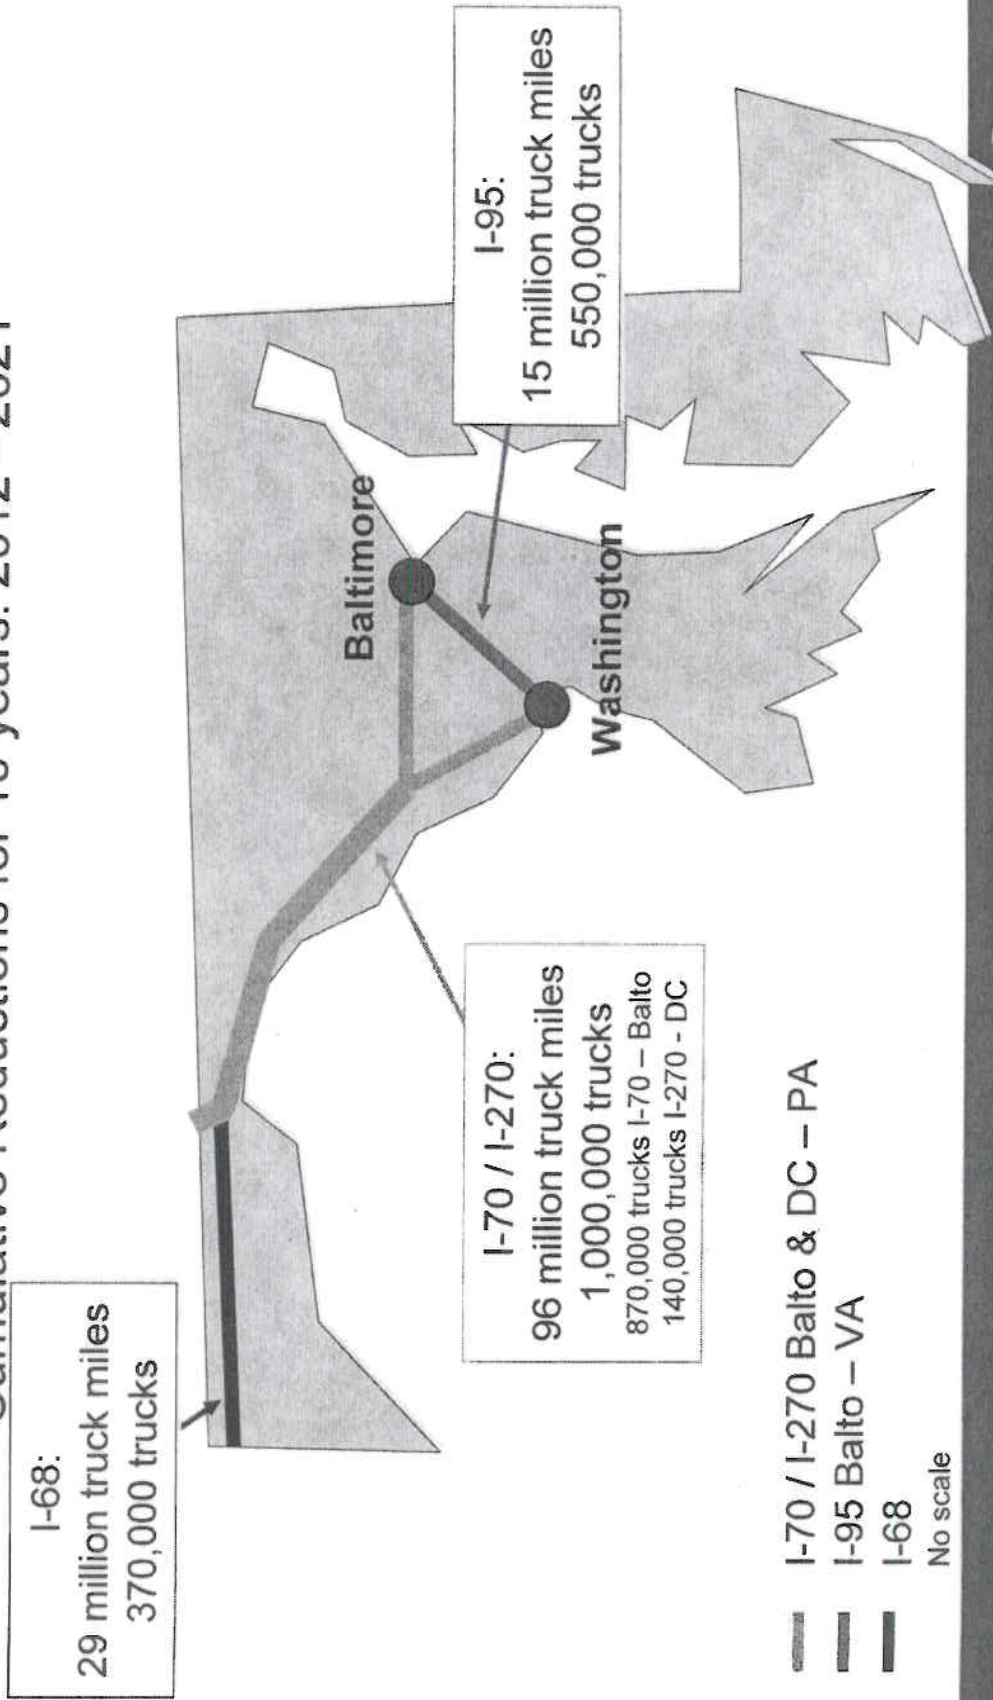 Cumulative Reductions for 10 years: 2012 – 2021
I-68:
29 million truck miles
370,000 trucks
Baltimore
I-95:
15 million truck miles
550,000 trucks
Washington
I-70 / I-270:
96 million truck miles
1,000,000 trucks
870,000 trucks I-70 – Balto
140,000 trucks I-270 - DC
I-70 / I-270 Balto & DC – PA
I-95 Balto – VA
I-68
No scale